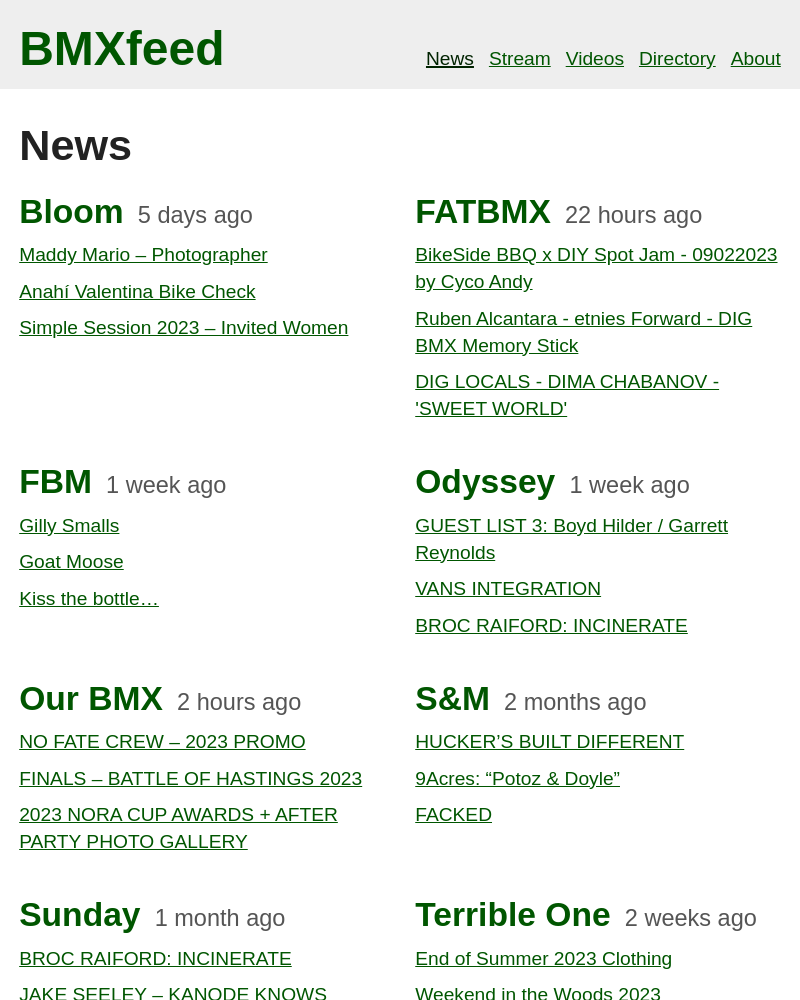 BMXfeed
News Stream Videos Directory About
News
Bloom 5 days ago
Maddy Mario – Photographer
Anahí Valentina Bike Check
Simple Session 2023 – Invited Women
FATBMX 22 hours ago
BikeSide BBQ x DIY Spot Jam - 09022023
by Cyco Andy
Ruben Alcantara - etnies Forward - DIG
BMX Memory Stick
DIG LOCALS - DIMA CHABANOV -
'SWEET WORLD'
FBM 1 week ago
Gilly Smalls
Goat Moose
Kiss the bottle…
Odyssey 1 week ago
GUEST LIST 3: Boyd Hilder / Garrett
Reynolds
VANS INTEGRATION
BROC RAIFORD: INCINERATE
Our BMX 2 hours ago
NO FATE CREW – 2023 PROMO
FINALS – BATTLE OF HASTINGS 2023
2023 NORA CUP AWARDS + AFTER
PARTY PHOTO GALLERY
S&M 2 months ago
HUCKER’S BUILT DIFFERENT
9Acres: “Potoz & Doyle”
FACKED
Sunday 1 month ago
BROC RAIFORD: INCINERATE
JAKE SEELEY – KANODE KNOWS
Terrible One 2 weeks ago
End of Summer 2023 Clothing
Weekend in the Woods 2023